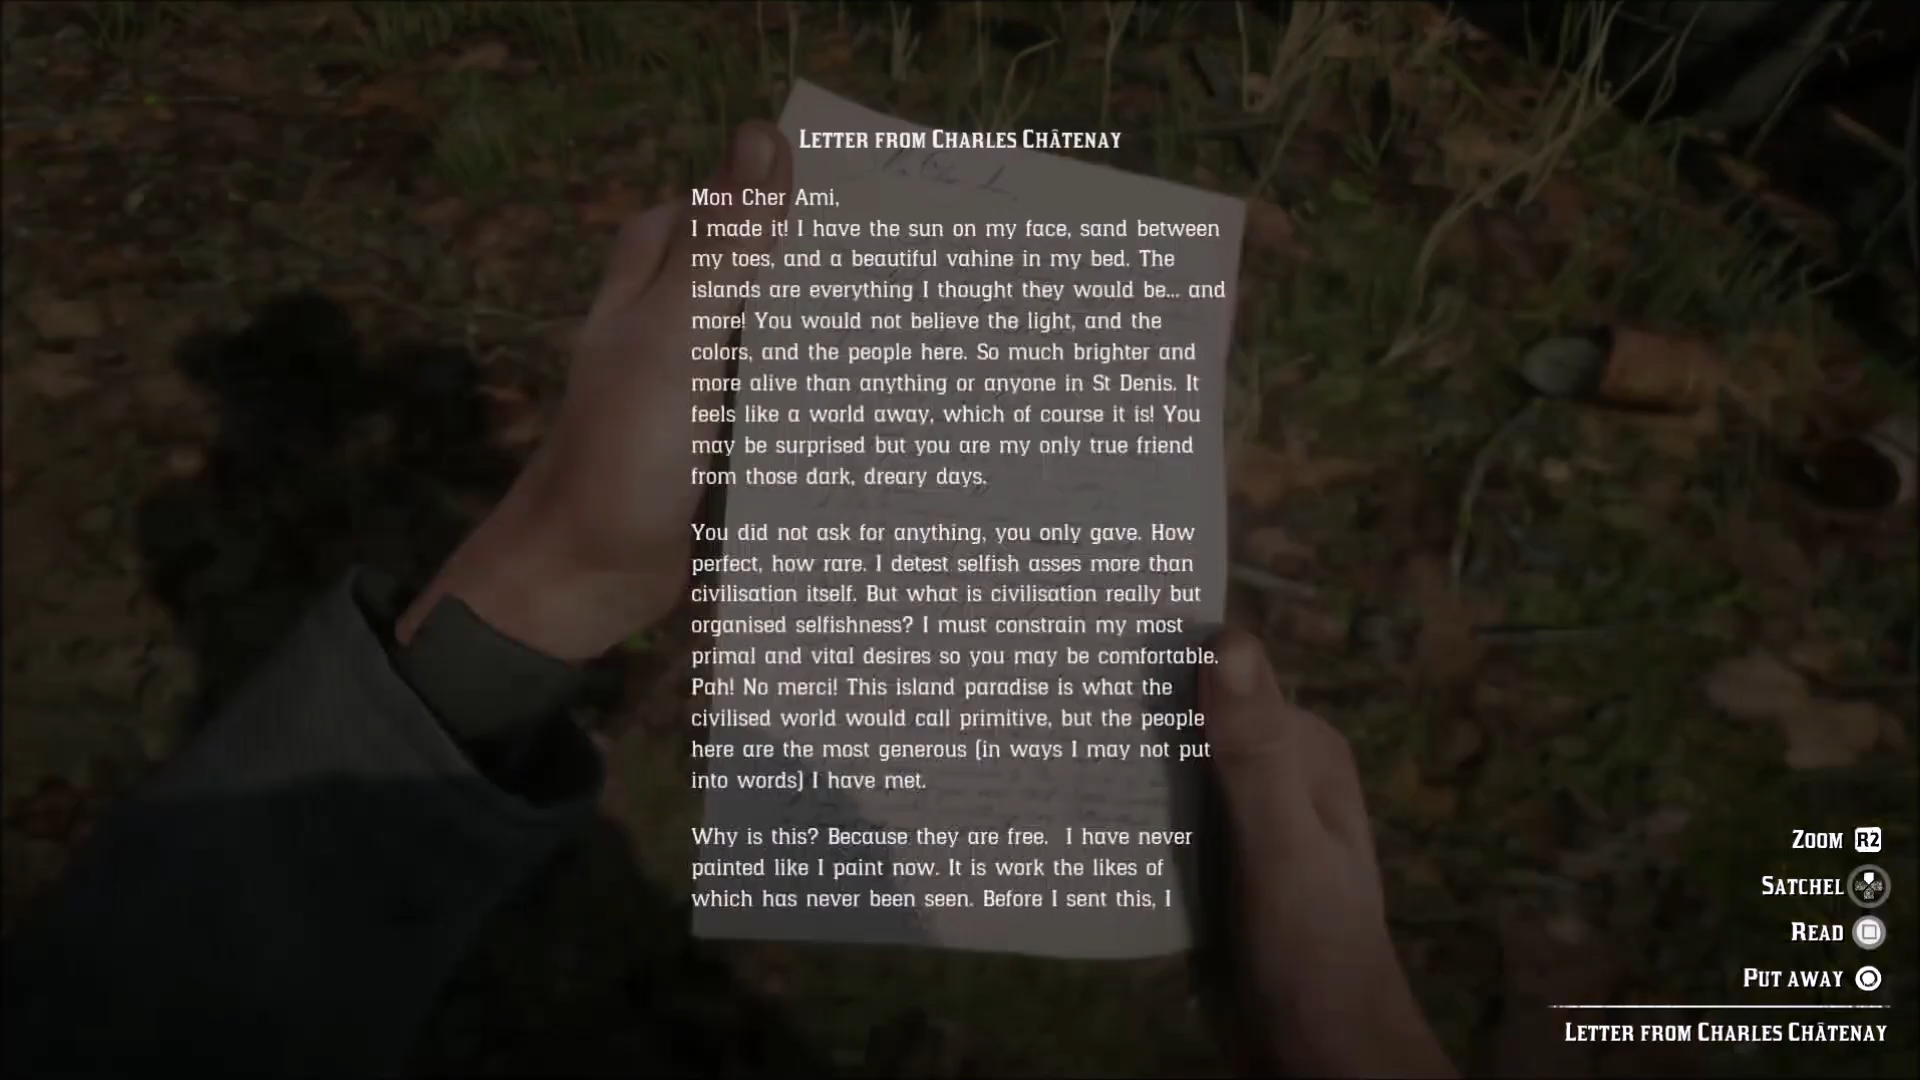 Letter from Charles Châtenay
Mon Cher Ami,
I made it! I have the sun on my face, sand between
my toes, and a beautiful vahine in my bed. The
islands are everything I thought they would be... and
more! You would not believe the light, and the
colors, and the people here. So much brighter and
more alive than anything or anyone in St Denis. It
feels like a world away, which of course it is! You
may be surprised but you are my only true friend
from those dark, dreary days.
You did not ask for anything, you only gave. How
perfect, how rare. I detest selfish asses more than
civilisation itself. But what is civilisation really but
organised selfishness? I must constrain my most
primal and vital desires so you may be comfortable.
Pah! No merci! This island paradise is what the
civilised world would call primitive, but the people
here are the most generous (in ways I may not put
into words) I have met.
Why is this? Because they are free.  I have never
painted like I paint now. It is work the likes of
which has never been seen. Before I sent this, I
Zoom R2
Satchel
Read
Put away
Letter from Charles Châtenay